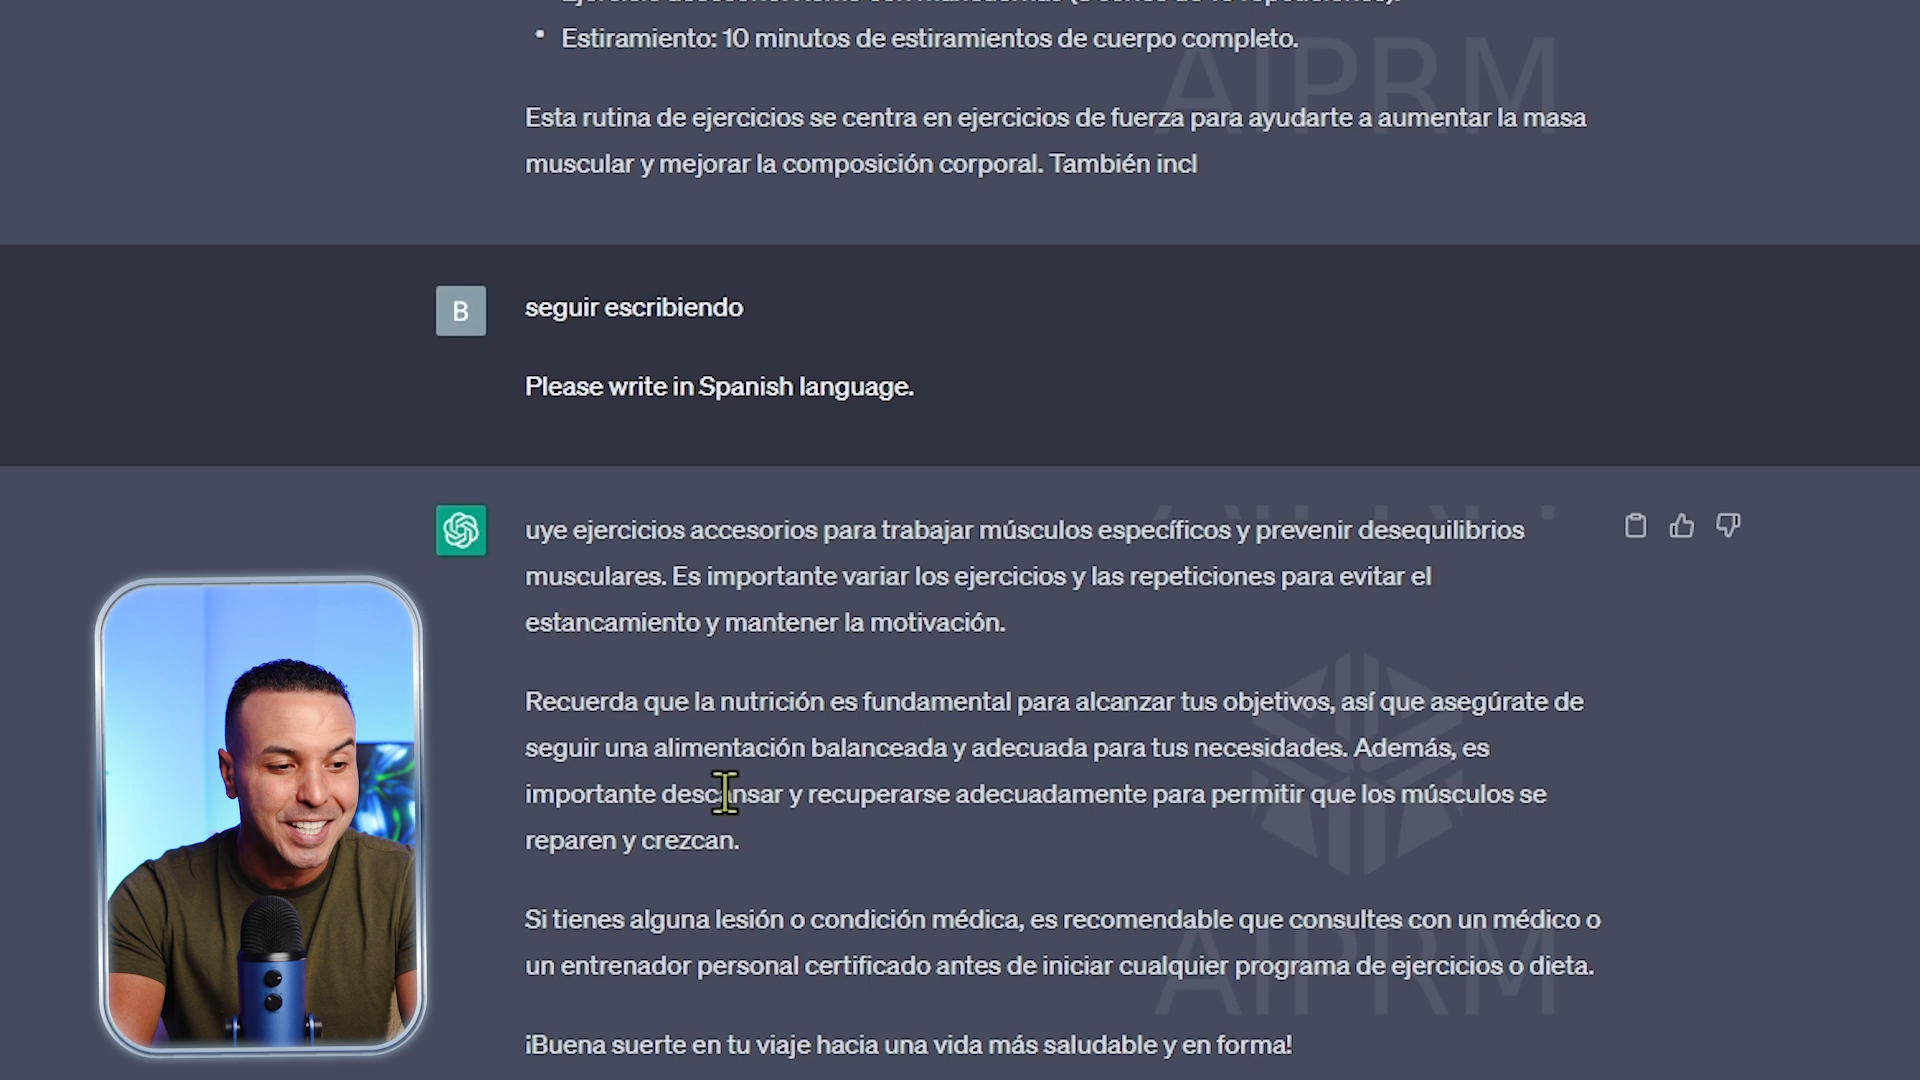 • Estiramiento: 10 minutos de estiramientos de cuerpo completo.
AIPRM
Esta rutina de ejercicios se centra en ejercicios de fuerza para ayudarte a aumentar la masa
muscular y mejorar la composición corporal. También incl
B
seguir escribiendo
Please write in Spanish language.
uye ejercicios accesorios para trabajar músculos específicos y prevenir desequilibrios
musculares. Es importante variar los ejercicios y las repeticiones para evitar el
estancamiento y mantener la motivación.
Recuerda que la nutrición es fundamental para alcanzar tus objetivos, así que asegúrate de
seguir una alimentación balanceada y adecuada para tus necesidades. Además, es
importante descansar y recuperarse adecuadamente para permitir que los músculos se
reparen y crezcan.
Si tienes alguna lesión o condición médica, es recomendable que consultes con un médico o
un entrenador personal certificado antes de iniciar cualquier programa de ejercicios o dieta.
AIPRM
¡Buena suerte en tu viaje hacia una vida más saludable y en forma!